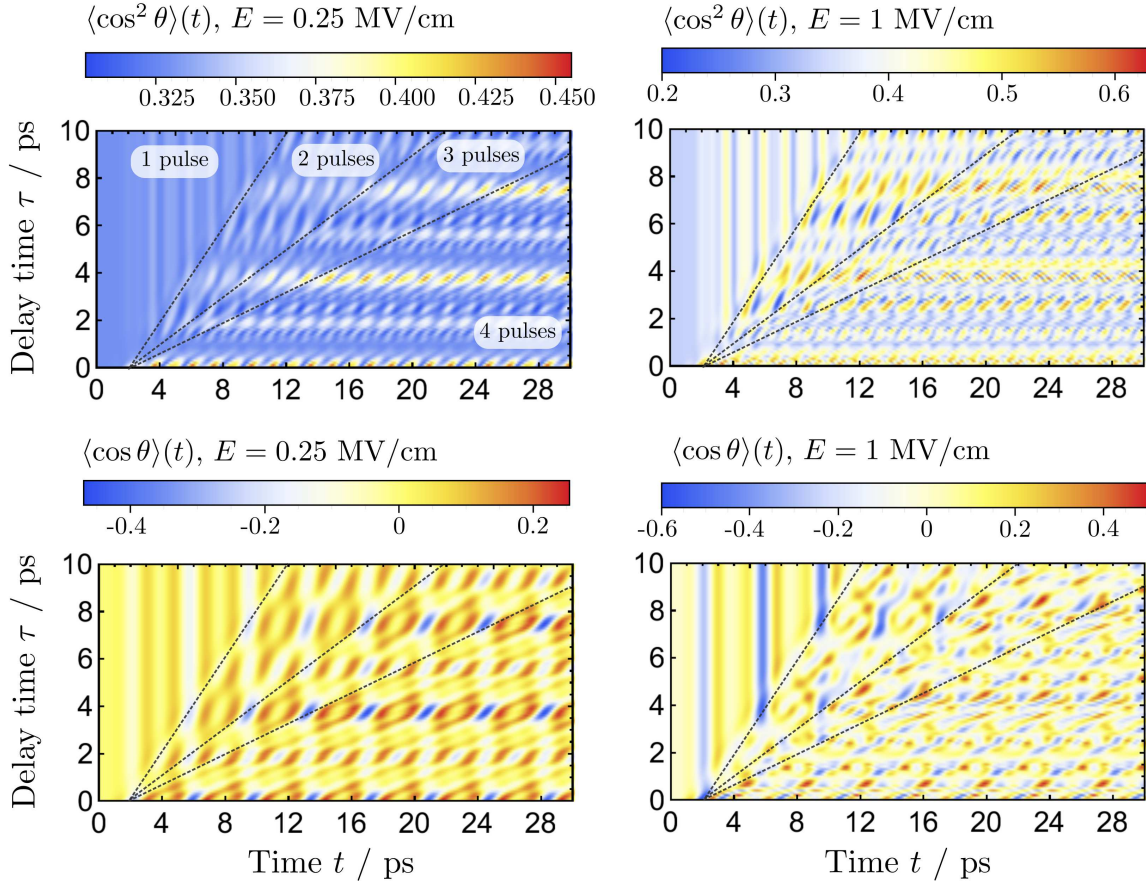 ⟨cos² θ⟩(t), E = 0.25 MV/cm
0.325 0.350 0.375 0.400 0.425 0.450
⟨cos² θ⟩(t), E = 1 MV/cm
0.2 0.3 0.4 0.5 0.6
Delay time τ / ps
10
8
6
4
2
0
1 pulse
2 pulses
3 pulses
4 pulses
0 4 8 12 16 20 24 28
10
8
6
4
2
0
0 4 8 12 16 20 24 28
⟨cos θ⟩(t), E = 0.25 MV/cm
-0.4 -0.2 0 0.2
⟨cos θ⟩(t), E = 1 MV/cm
-0.6 -0.4 -0.2 0 0.2 0.4
Delay time τ / ps
10
8
6
4
2
0
0 4 8 12 16 20 24 28
Time t / ps
10
8
6
4
2
0
0 4 8 12 16 20 24 28
Time t / ps